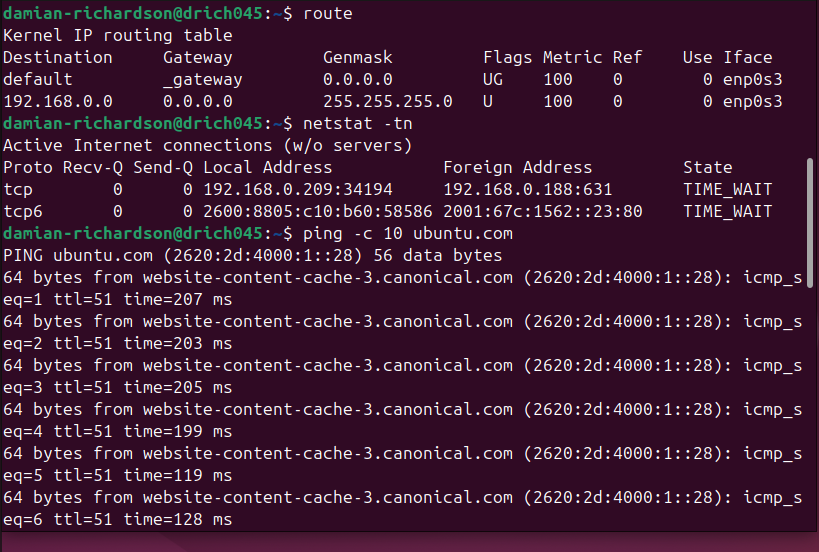 damian-richardson@drich045:~$ route
Kernel IP routing table
Destination     Gateway         Genmask         Flags Metric Ref    Use Iface
default         _gateway        0.0.0.0         UG    100    0        0 enp0s3
192.168.0.0     0.0.0.0         255.255.255.0   U     100    0        0 enp0s3
damian-richardson@drich045:~$ netstat -tn
Active Internet connections (w/o servers)
Proto Recv-Q Send-Q Local Address           Foreign Address         State
tcp        0      0 192.168.0.209:34194     192.168.0.188:631       TIME_WAIT
tcp6       0      0 2600:8805:c10:b60:58586 2001:67c:1562::23:80    TIME_WAIT
damian-richardson@drich045:~$ ping -c 10 ubuntu.com
PING ubuntu.com (2620:2d:4000:1::28) 56 data bytes
64 bytes from website-content-cache-3.canonical.com (2620:2d:4000:1::28): icmp_s
eq=1 ttl=51 time=207 ms
64 bytes from website-content-cache-3.canonical.com (2620:2d:4000:1::28): icmp_s
eq=2 ttl=51 time=203 ms
64 bytes from website-content-cache-3.canonical.com (2620:2d:4000:1::28): icmp_s
eq=3 ttl=51 time=205 ms
64 bytes from website-content-cache-3.canonical.com (2620:2d:4000:1::28): icmp_s
eq=4 ttl=51 time=199 ms
64 bytes from website-content-cache-3.canonical.com (2620:2d:4000:1::28): icmp_s
eq=5 ttl=51 time=119 ms
64 bytes from website-content-cache-3.canonical.com (2620:2d:4000:1::28): icmp_s
eq=6 ttl=51 time=128 ms